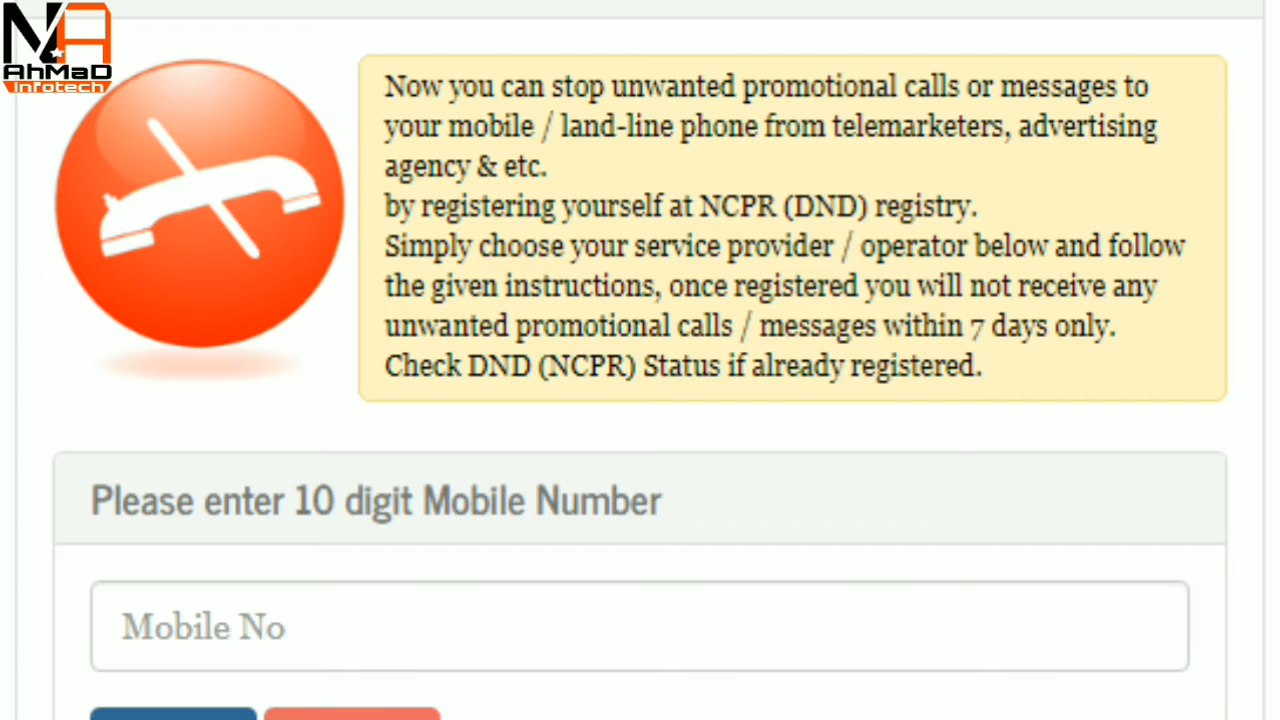 NA
AhMaD
Infotech
Now you can stop unwanted promotional calls or messages to
your mobile / land-line phone from telemarketers, advertising
agency & etc.
by registering yourself at NCPR (DND) registry.
Simply choose your service provider / operator below and follow
the given instructions, once registered you will not receive any
unwanted promotional calls / messages within 7 days only.
Check DND (NCPR) Status if already registered.
Please enter 10 digit Mobile Number
Mobile No